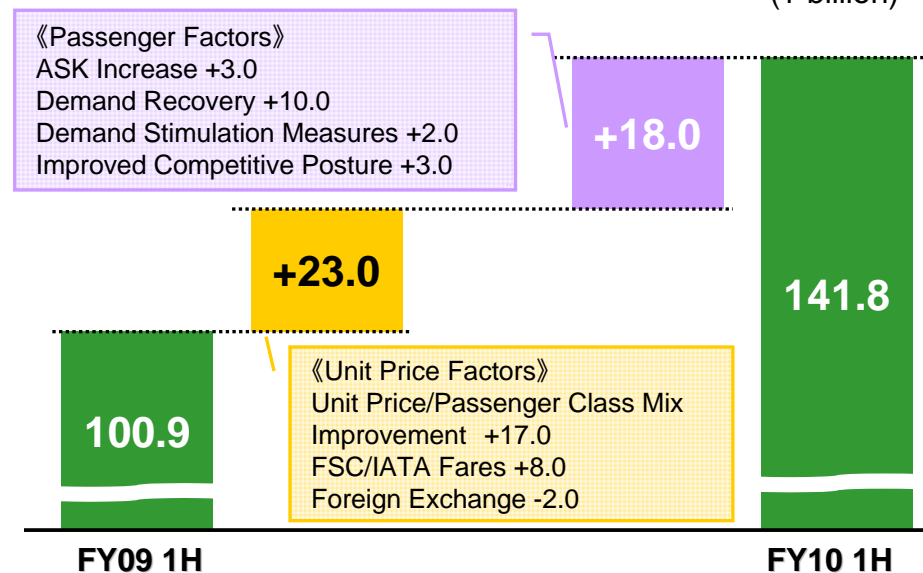 《Passenger Factors》
ASK Increase +3.0
Demand Recovery +10.0
Demand Stimulation Measures +2.0
Improved Competitive Posture +3.0
+18.0
+23.0
141.8
《Unit Price Factors》
Unit Price/Passenger Class Mix
Improvement +17.0
FSC/IATA Fares +8.0
Foreign Exchange -2.0
100.9
FY09 1H
FY10 1H